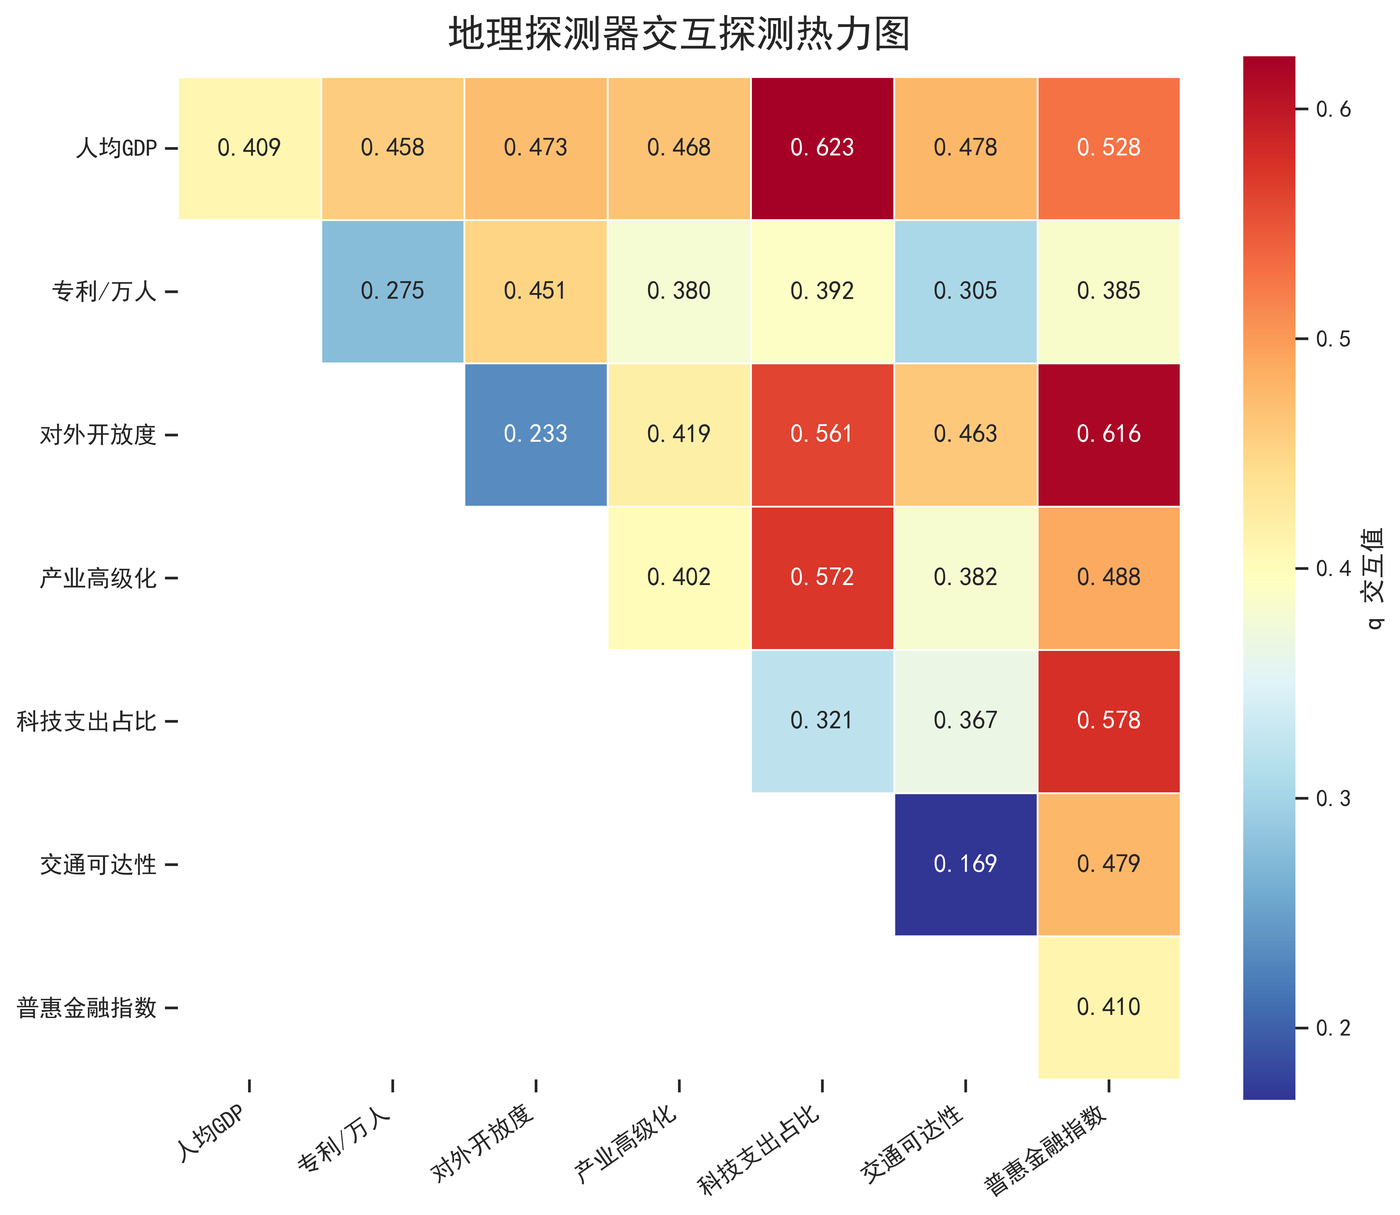 地理探测器交互探测热力图
人均GDP 0.409 0.458 0.473 0.468 0.623 0.478 0.528
专利/万人 0.275 0.451 0.380 0.392 0.305 0.385
对外开放度 0.233 0.419 0.561 0.463 0.616
产业高级化 0.402 0.572 0.382 0.488
科技支出占比 0.321 0.367 0.578
交通可达性 0.169 0.479
普惠金融指数 0.410
人均GDP 专利/万人 对外开放度 产业高级化 科技支出占比 交通可达性 普惠金融指数
0.6
0.5
0.4
0.3
0.2
q 交互值